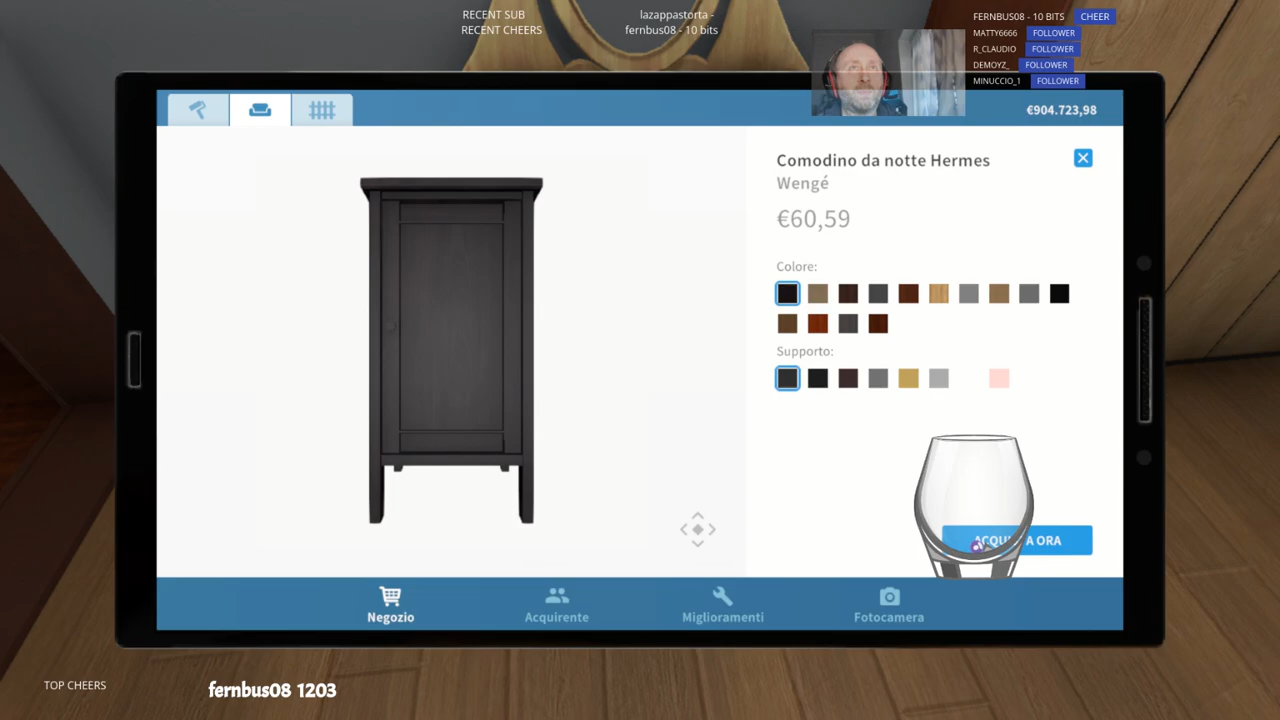 RECENT SUB
lazappastorta -
RECENT CHEERS
fernbus08 - 10 bits
FERNBUS08 - 10 BITS CHEER
MATTY6666 FOLLOWER
R_CLAUDIO FOLLOWER
DEMOYZ_ FOLLOWER
MINUCCIO_1 FOLLOWER
€904.723,98
Comodino da notte Hermes
Wengé
€60,59
Colore:
Supporto:
ORA
Negozio
Acquirente
Miglioramenti
Fotocamera
TOP CHEERS
fernbus08 1203